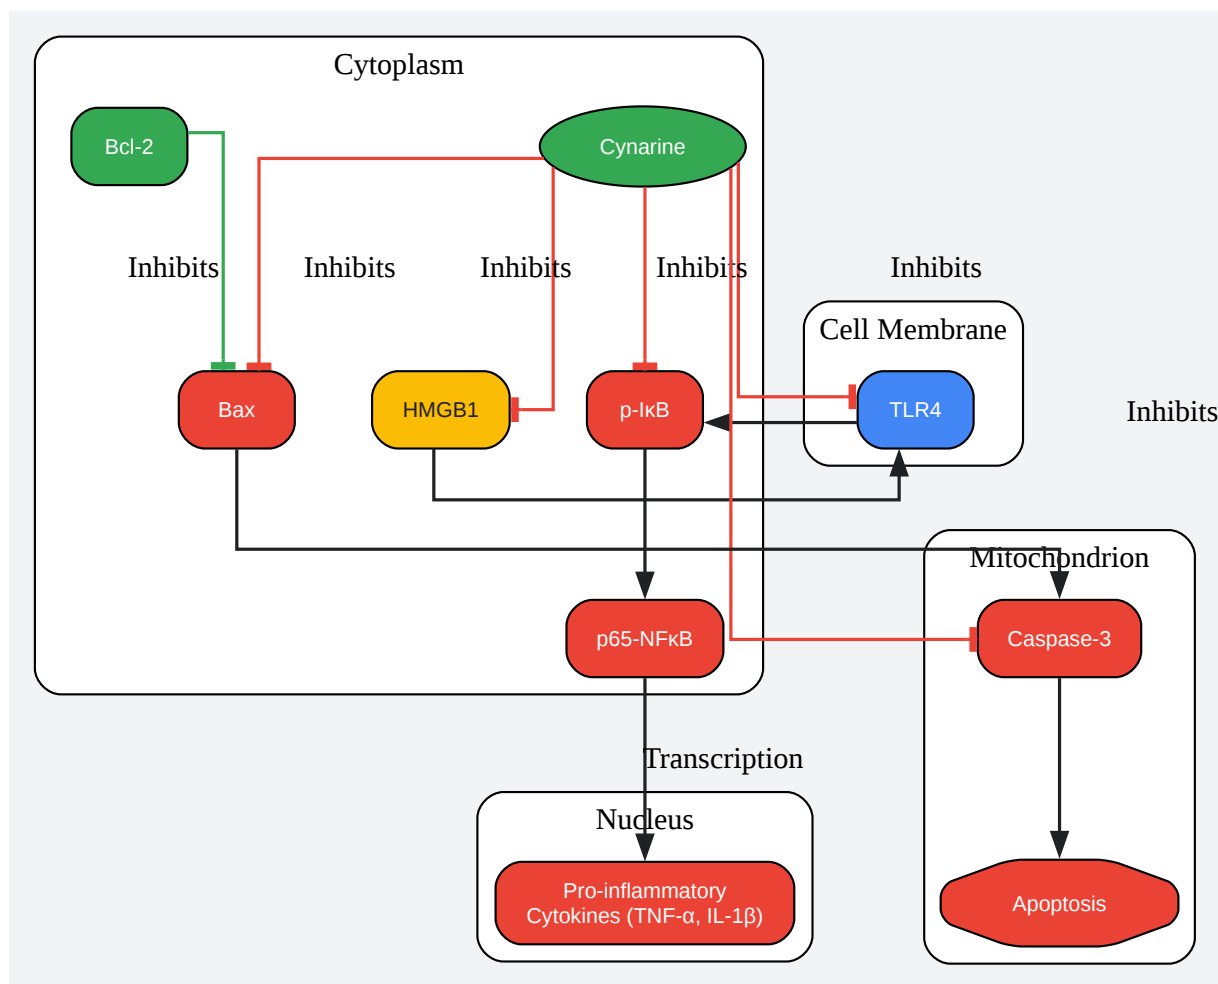 Cytoplasm
Bcl-2
Cynarine
Inhibits
Inhibits
Inhibits
Inhibits
Inhibits
Cell Membrane
Bax
HMGB1
p-IκB
TLR4
Inhibits
Mitochondrion
p65-NFκB
Caspase-3
Transcription
Nucleus
Pro-inflammatory
Cytokines (TNF-α, IL-1β)
Apoptosis